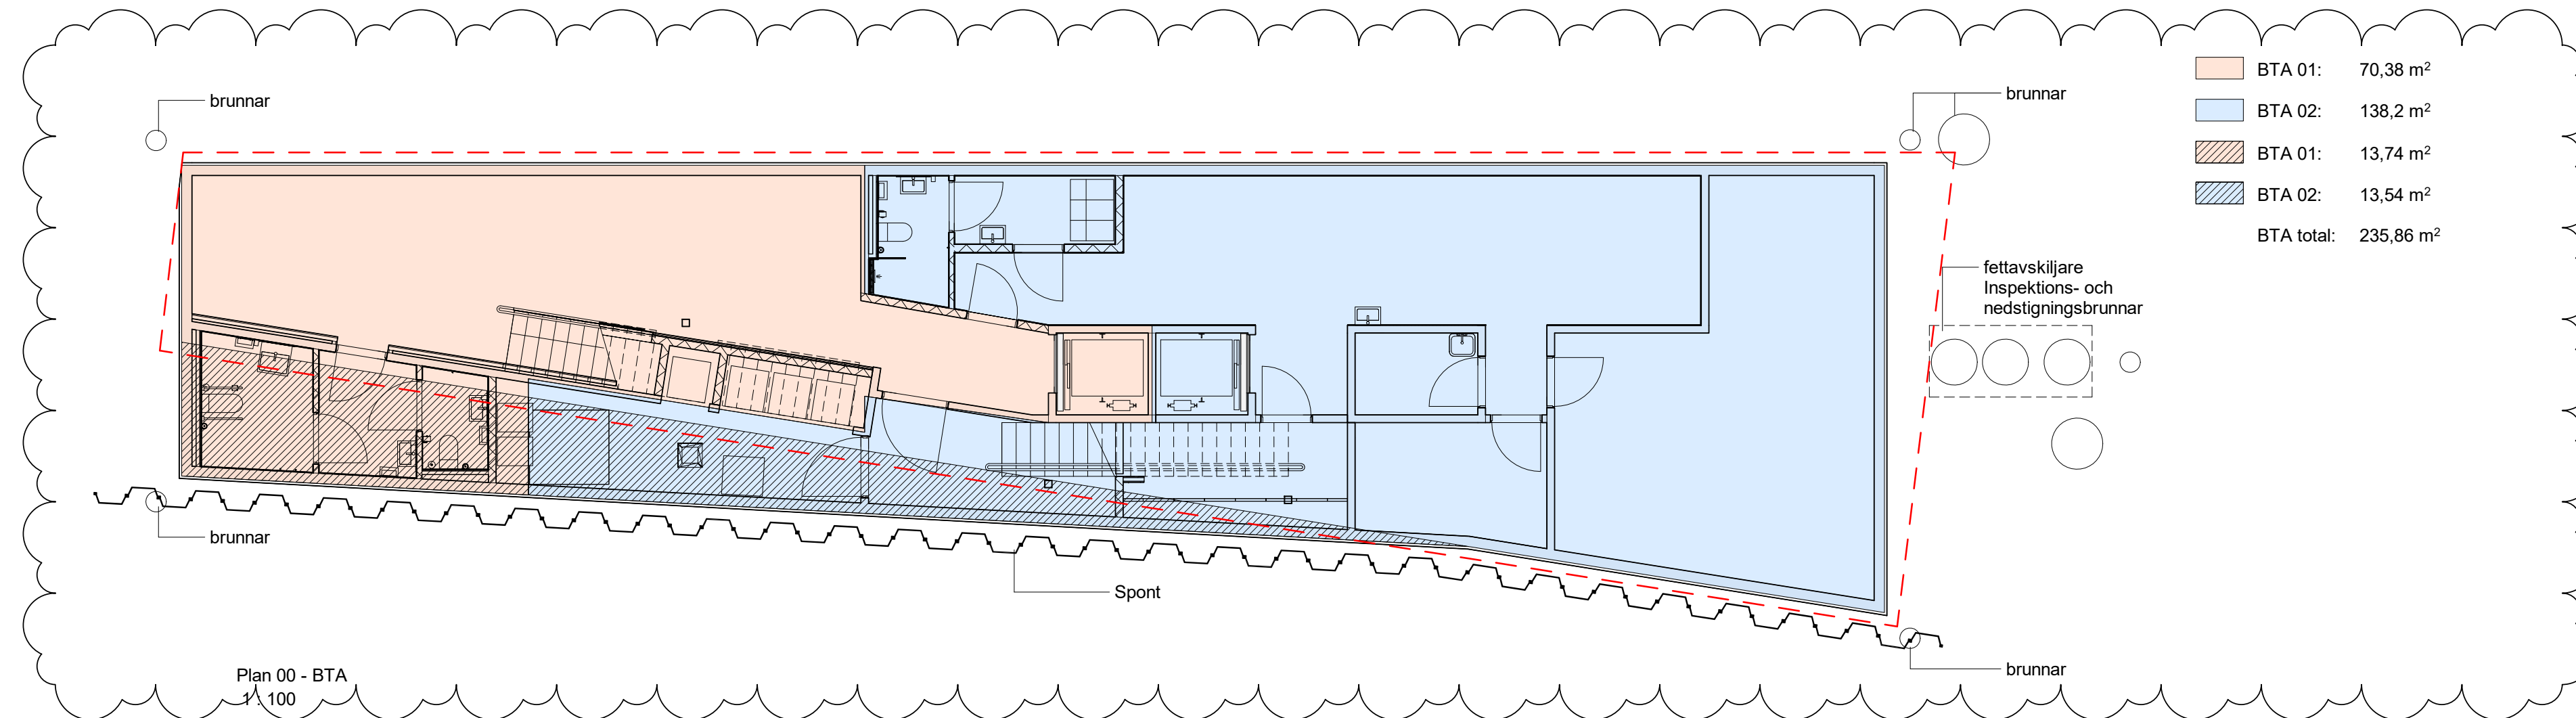 brunnar
brunnar
BTA 01: 70,38 m²
BTA 02: 138,2 m²
BTA 01: 13,74 m²
BTA 02: 13,54 m²
BTA total: 235,86 m²
fettavskiljare
Inspektions- och
nedstigningsbrunnar
brunnar
Spont
brunnar
Plan 00 - BTA
1 : 100